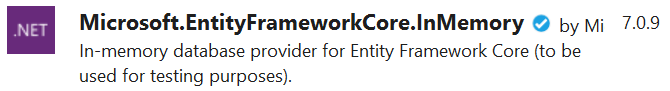 .NET
Microsoft.EntityFrameworkCore.InMemory by Mi 7.0.9
In-memory database provider for Entity Framework Core (to be
used for testing purposes).